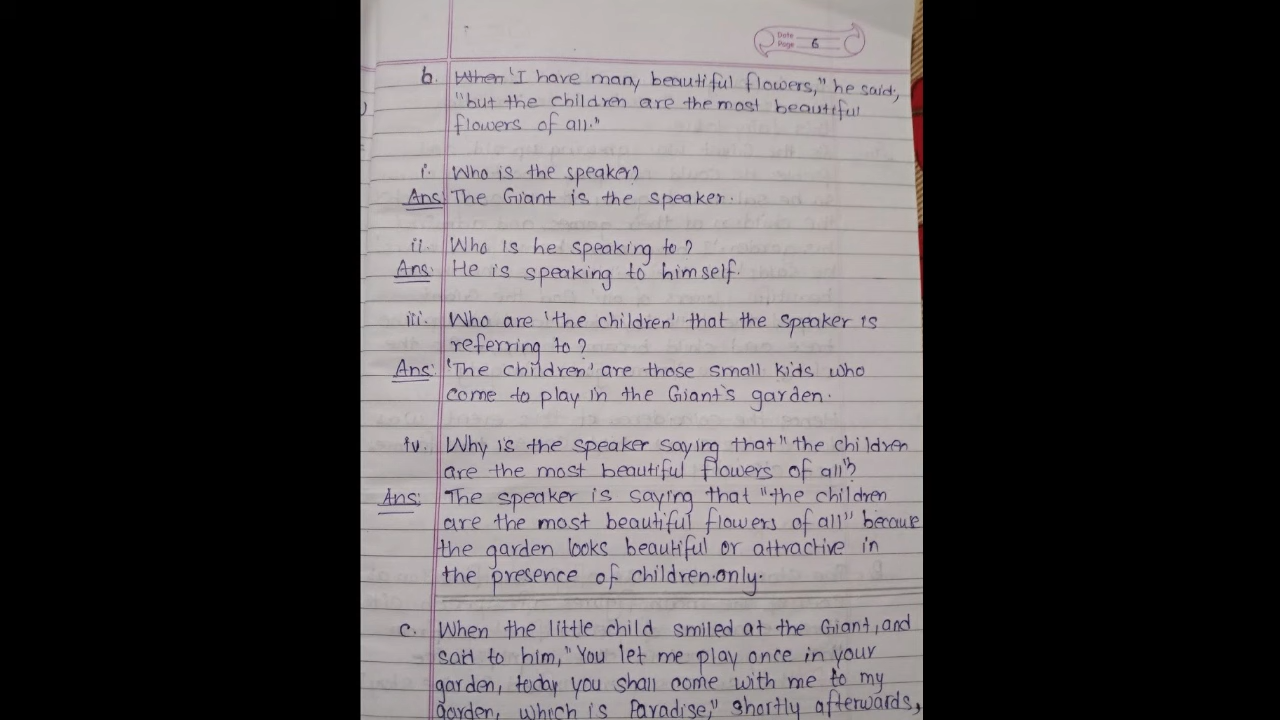 Date
Page 6
b. When 'I have many beautiful flowers," he said,
"but the children are the most beautiful
flowers of all."
i. Who is the speaker?
Ans: The Giant is the speaker.
ii. Who is he speaking to?
Ans: He is speaking to himself.
iii. Who are 'the children' that the speaker is
referring to?
Ans: 'The children' are those small kids who
come to play in the Giant's garden.
iv. Why is the speaker saying that "the children
are the most beautiful flowers of all"?
Ans: The speaker is saying that "the children
are the most beautiful flowers of all" because
the garden looks beautiful or attractive in
the presence of children only.
c. When the little child smiled at the Giant, and
said to him, "You let me play once in your
garden, today you shall come with me to my
garden, which is Paradise," shortly afterwards,